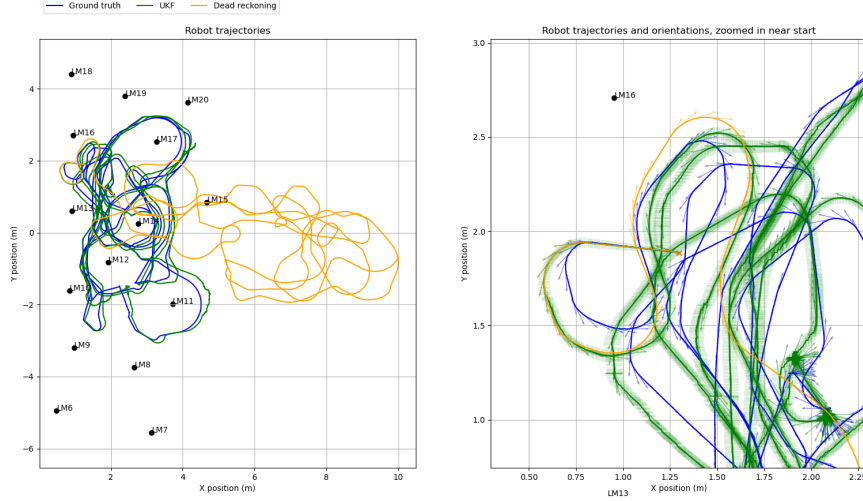 Ground truth UKF Dead reckoning
Robot trajectories
LM18
LM19
LM20
LM16
LM17
LM15
LM13
LM14
LM12
LM10
LM11
LM9
LM8
LM6
LM7
4
2
0
−2
−4
−6
2 4 6 8 10
X position (m)
Y position (m)
Robot trajectories and orientations, zoomed in near start
LM16
3.0
2.5
2.0
1.5
1.0
0.50 0.75 1.00 1.25 1.50 1.75 2.00 2.25
X position (m)
Y position (m)
LM13